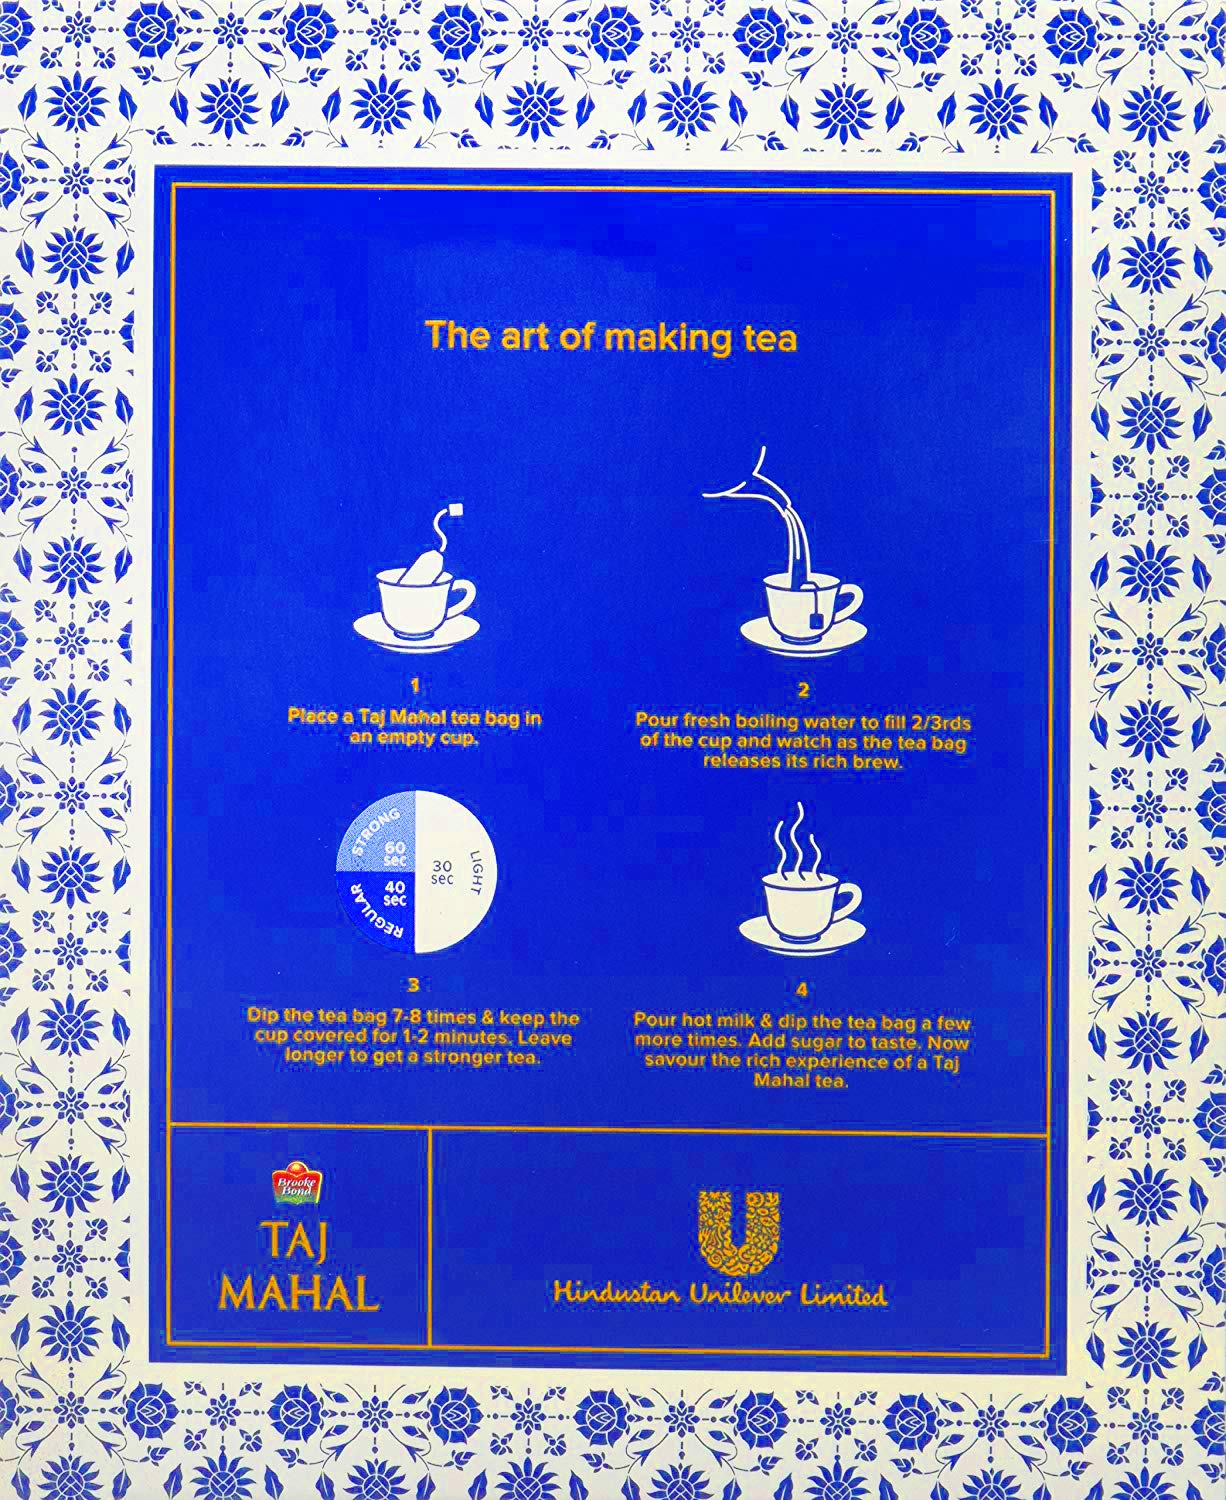 The art of making tea
1
Place a Taj Mahal tea bag in
an empty cup.
2
Pour fresh boiling water to fill 2/3rds
of the cup and watch as the tea bag
releases its rich brew.
STRONG
60
sec
REGULAR
40
sec
LIGHT
30
sec
3
Dip the tea bag 7-8 times & keep the
cup covered for 1-2 minutes. Leave
longer to get a stronger tea.
4
Pour hot milk & dip the tea bag a few
more times. Add sugar to taste. Now
savour the rich experience of a Taj
Mahal tea.
Brooke
Bond
TAJ
MAHAL
Hindustan Unilever Limited